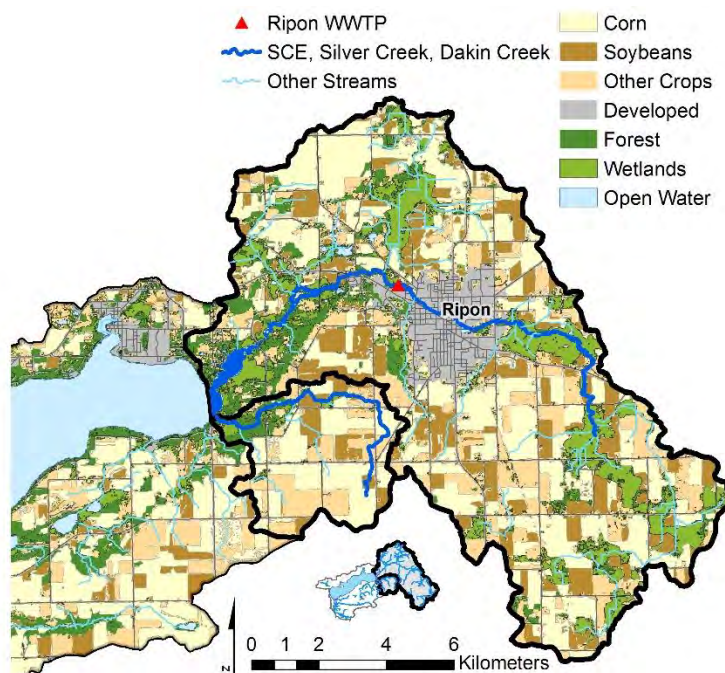 Ripon WWTP
SCE, Silver Creek, Dakin Creek
Other Streams
Corn
Soybeans
Other Crops
Developed
Forest
Wetlands
Open Water
Ripon
N
0 1 2 4 6
Kilometers